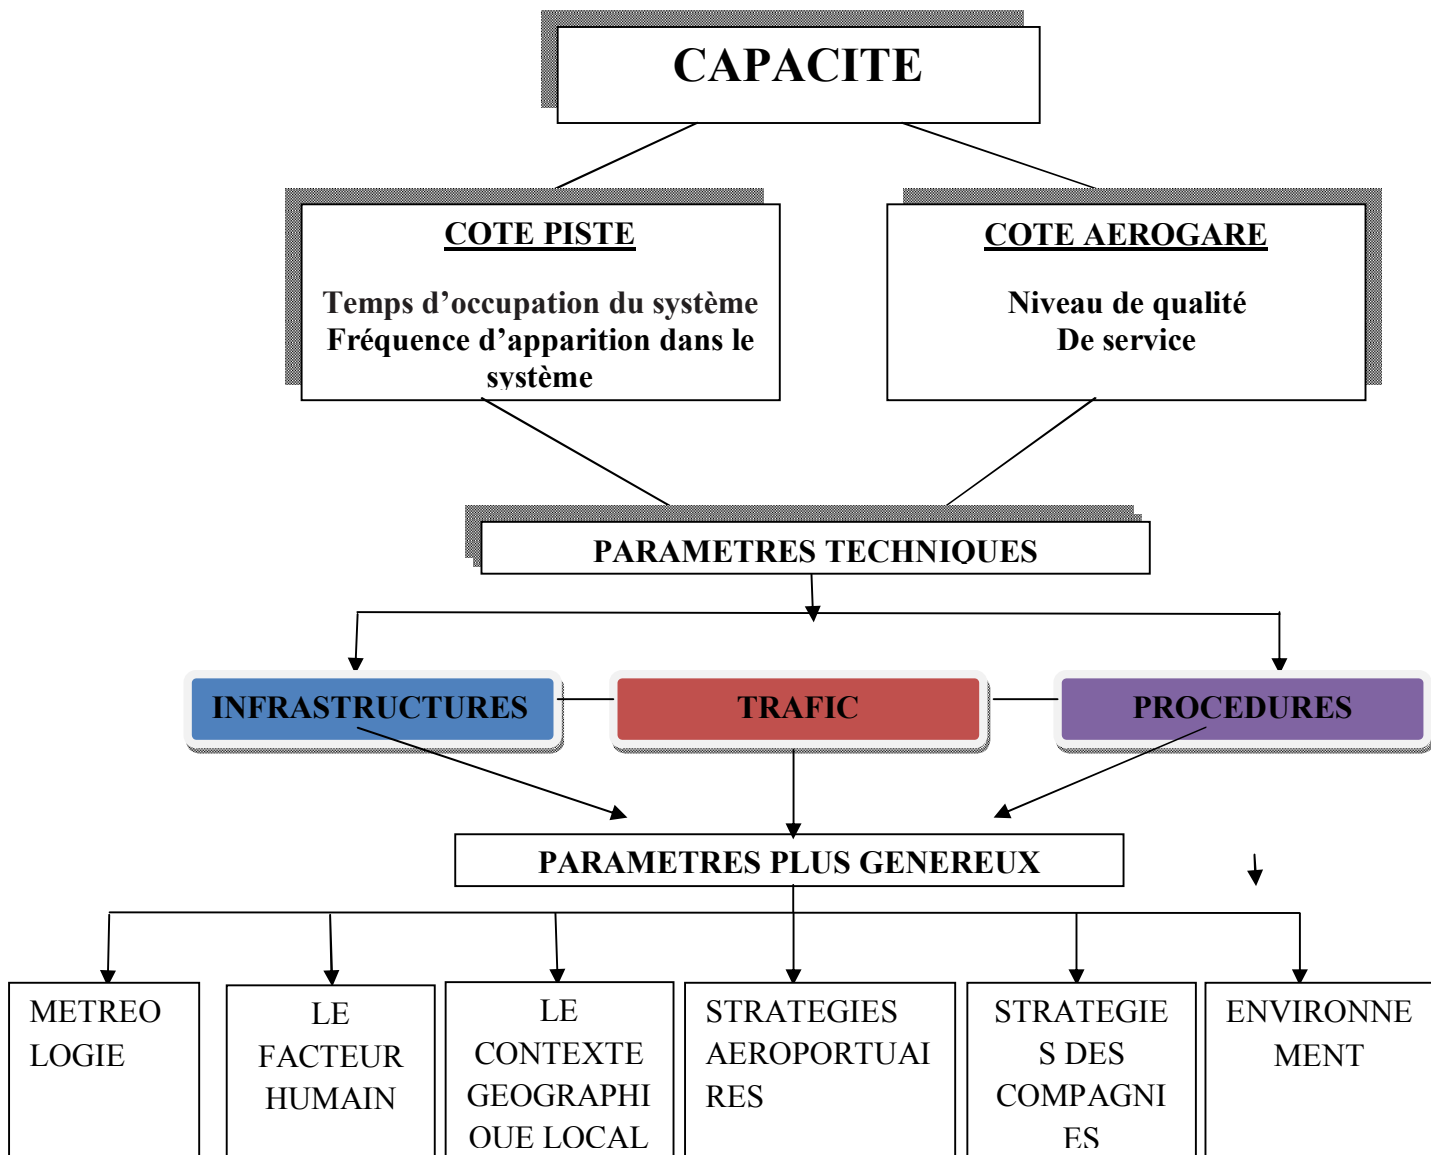 CAPACITE
COTE PISTE
Temps d’occupation du système
Fréquence d’apparition dans le
système
COTE AEROGARE
Niveau de qualité
De service
PARAMETRES TECHNIQUES
INFRASTRUCTURES
TRAFIC
PROCEDURES
PARAMETRES PLUS GENEREUX
METREO
LOGIE
LE
FACTEUR
HUMAIN
LE
CONTEXTE
GEOGRAPHI
QUE LOCAL
STRATEGIES
AEROPORTUAI
RES
STRATEGIE
S DES
COMPAGNI
ES
ENVIRONNE
MENT